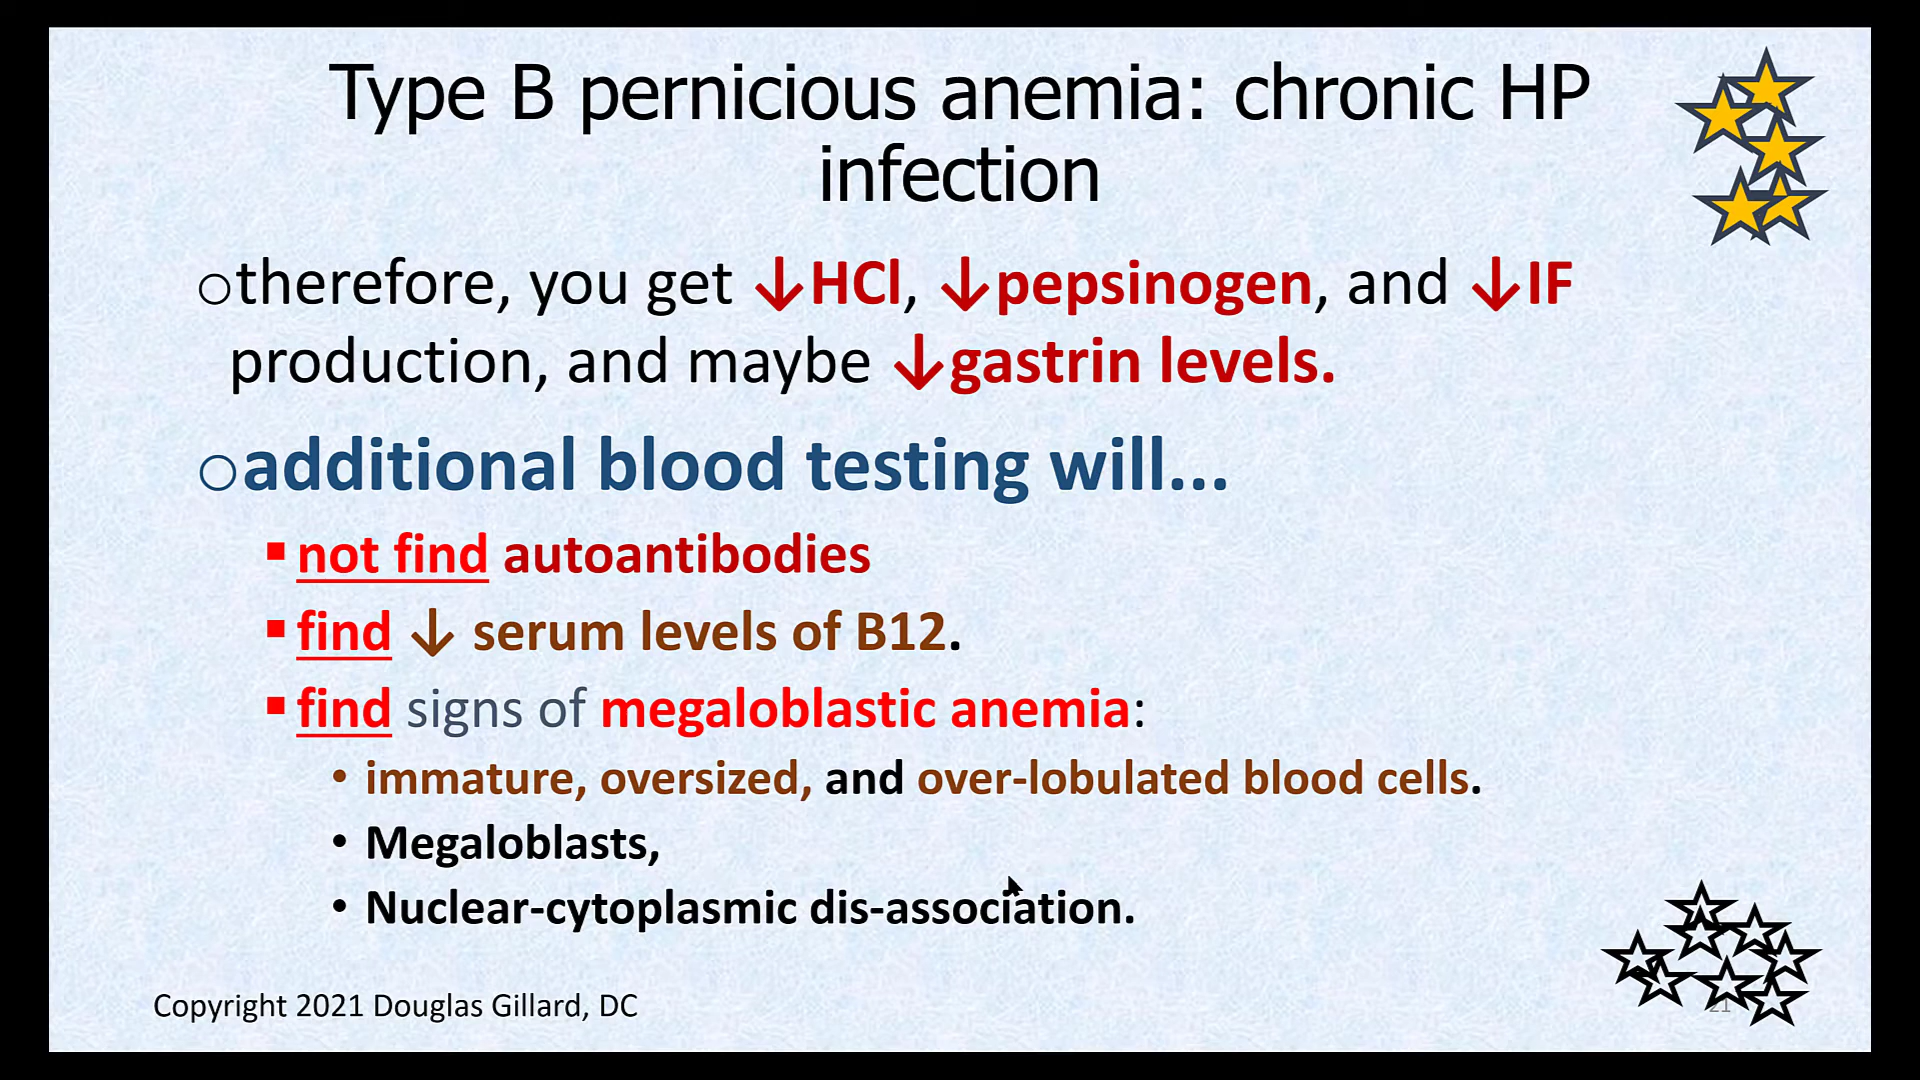 Type B pernicious anemia: chronic HP
infection
○therefore, you get ↓HCl, ↓pepsinogen, and ↓IF
production, and maybe ↓gastrin levels.
○additional blood testing will...
▪not find autoantibodies
▪find ↓ serum levels of B12.
▪find signs of megaloblastic anemia:
• immature, oversized, and over-lobulated blood cells.
• Megaloblasts,
• Nuclear-cytoplasmic dis-association.
Copyright 2021 Douglas Gillard, DC
21